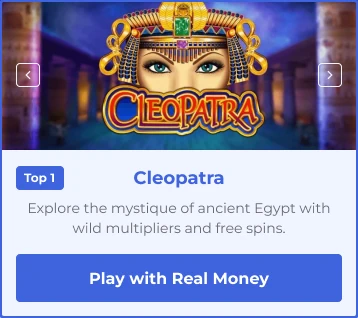 CLEOPATRA
Top 1
Cleopatra
Explore the mystique of ancient Egypt with
wild multipliers and free spins.
Play with Real Money